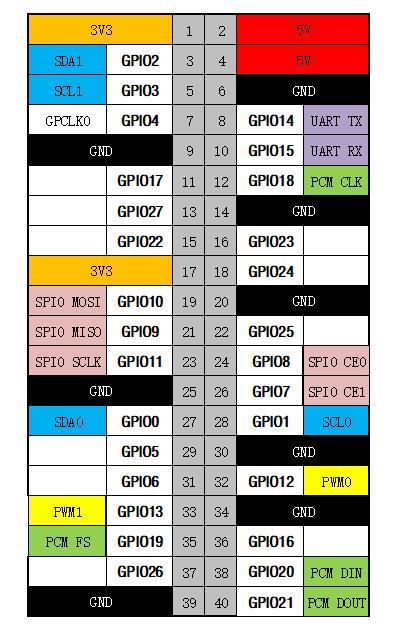 3V3 1 2 5V
SDA1 GPIO2 3 4 5V
SCL1 GPIO3 5 6 GND
GPCLK0 GPIO4 7 8 GPIO14 UART TX
GND 9 10 GPIO15 UART RX
GPIO17 11 12 GPIO18 PCM CLK
GPIO27 13 14 GND
GPIO22 15 16 GPIO23
3V3 17 18 GPIO24
SPI0 MOSI GPIO10 19 20 GND
SPI0 MISO GPIO9 21 22 GPIO25
SPI0 SCLK GPIO11 23 24 GPIO8 SPI0 CE0
GND 25 26 GPIO7 SPI0 CE1
SDA0 GPIO0 27 28 GPIO1 SCL0
GPIO5 29 30 GND
GPIO6 31 32 GPIO12 PWM0
PWM1 GPIO13 33 34 GND
PCM FS GPIO19 35 36 GPIO16
GPIO26 37 38 GPIO20 PCM DIN
GND 39 40 GPIO21 PCM DOUT